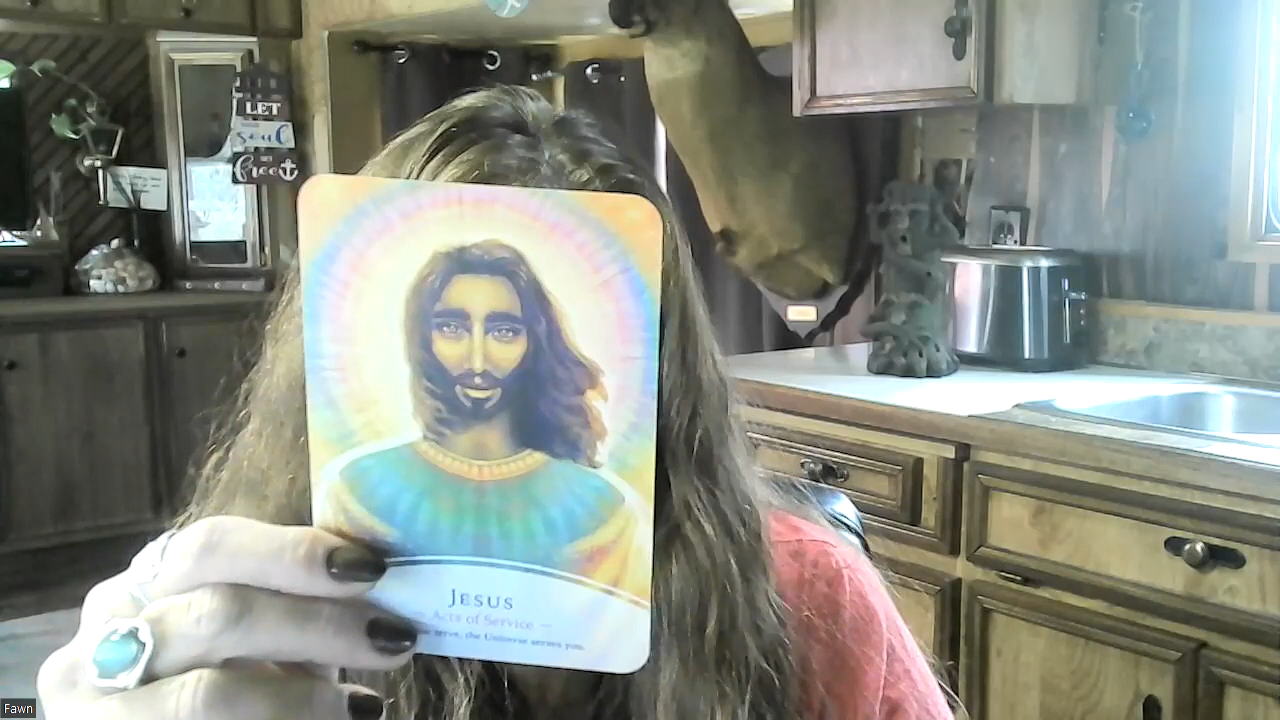 LET
soul
free
JESUS
Acts of Service —
serve, the Universe serves you.
Fawn